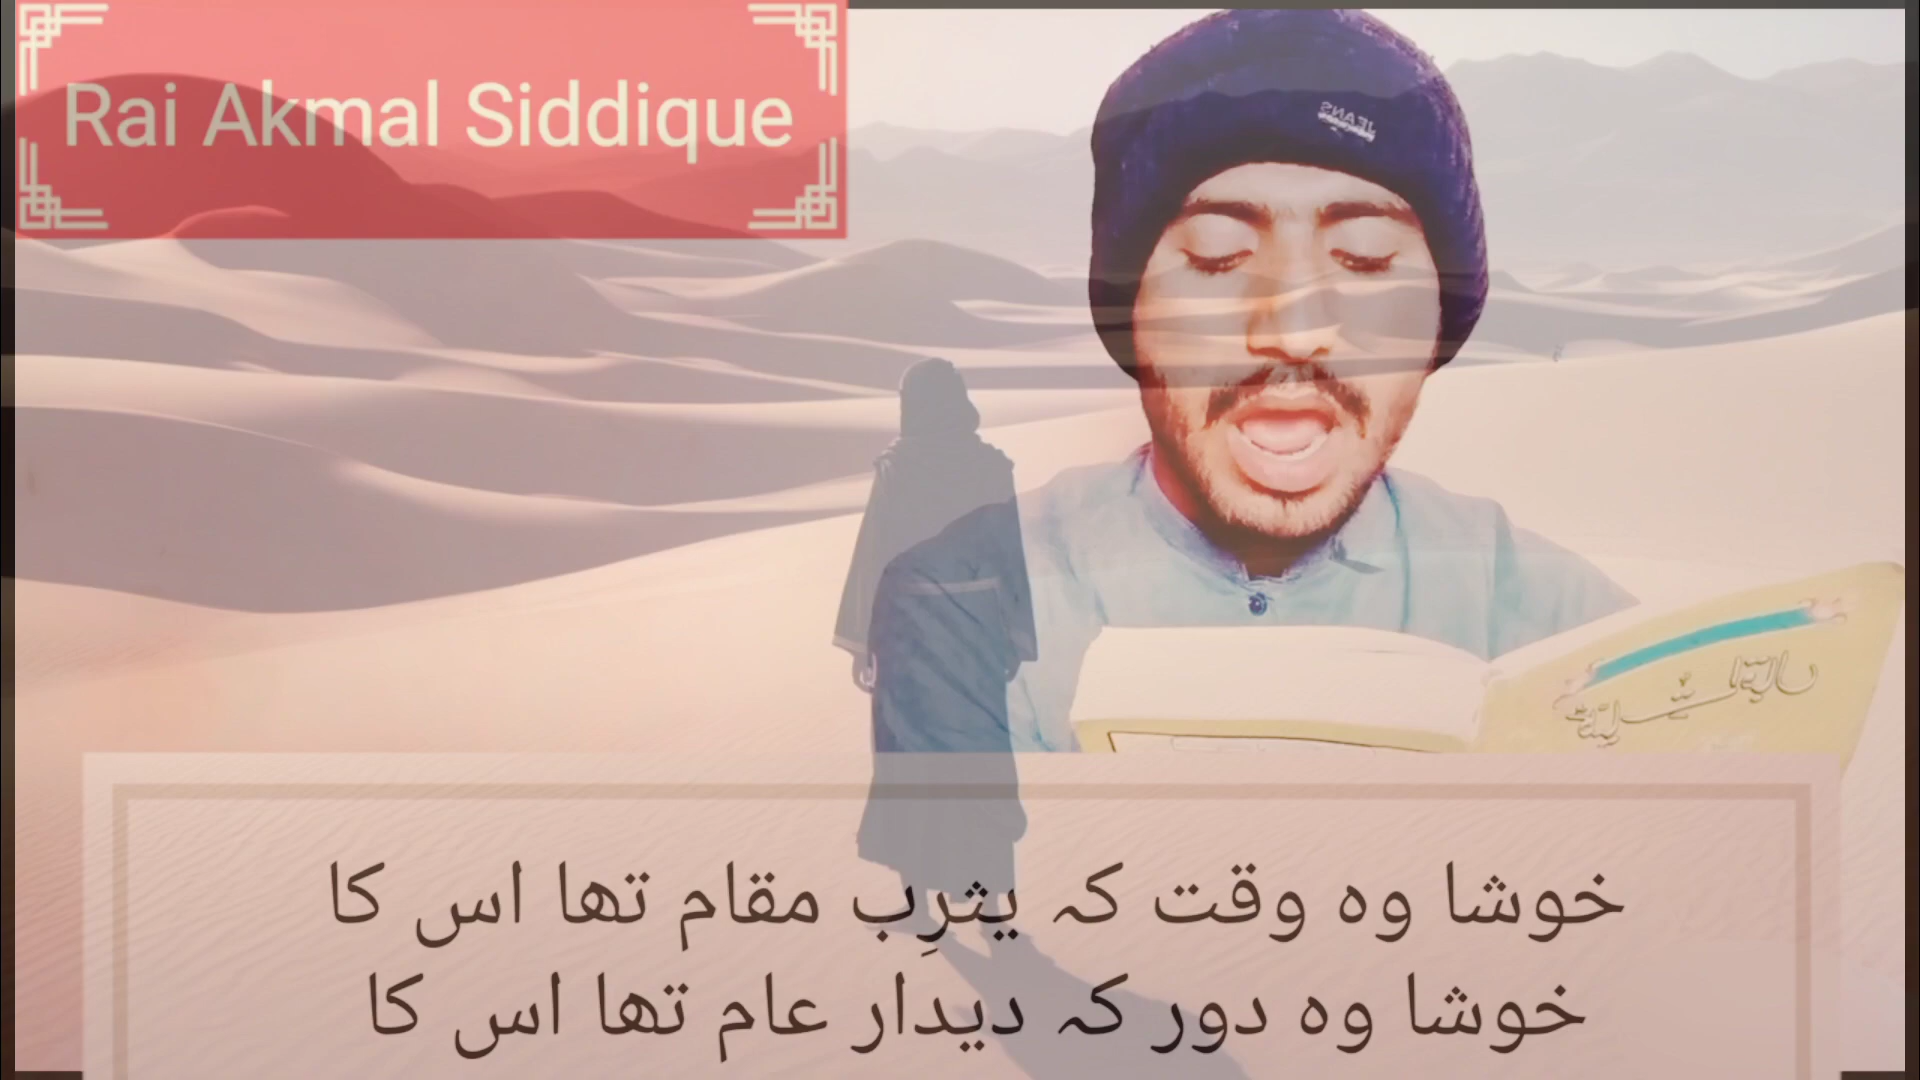 Rai Akmal Siddique
JEANS
خوشا وہ وقت کہ یثرِب مقام تھا اس کا
خوشا وہ دور کہ دیدار عام تھا اس کا